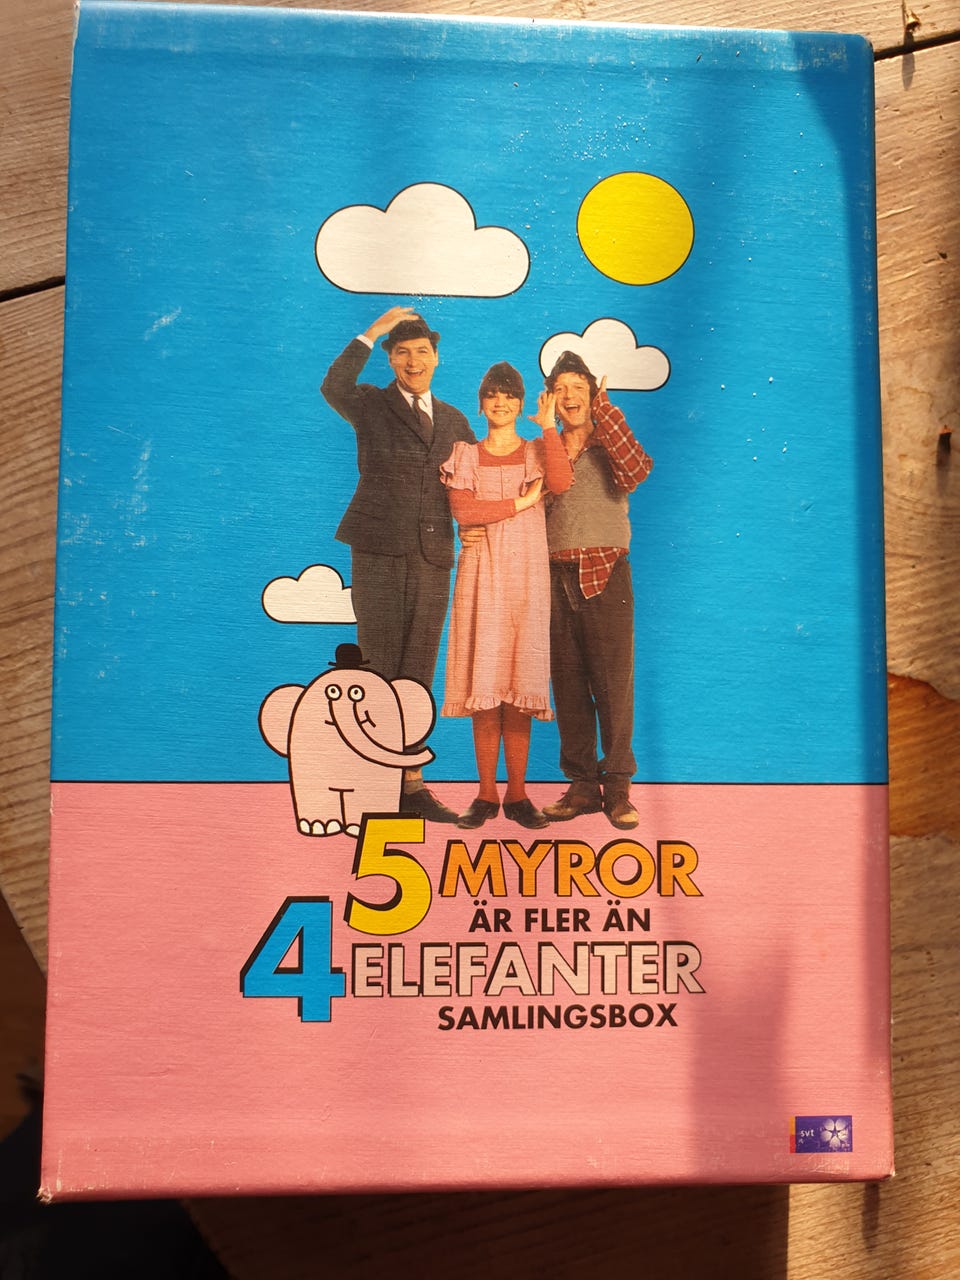 5 MYROR
ÄR FLER ÄN
4 ELEFANTER
SAMLINGSBOX
svt